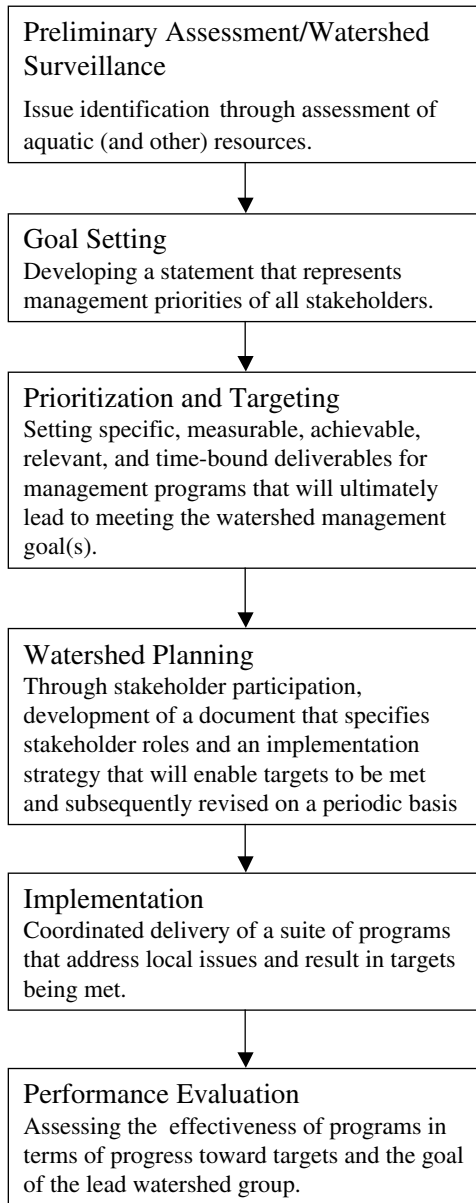 Preliminary Assessment/Watershed
Surveillance
Issue identification through assessment of
aquatic (and other) resources.
Goal Setting
Developing a statement that represents
management priorities of all stakeholders.
Prioritization and Targeting
Setting specific, measurable, achievable,
relevant, and time-bound deliverables for
management programs that will ultimately
lead to meeting the watershed management
goal(s).
Watershed Planning
Through stakeholder participation,
development of a document that specifies
stakeholder roles and an implementation
strategy that will enable targets to be met
and subsequently revised on a periodic basis
Implementation
Coordinated delivery of a suite of programs
that address local issues and result in targets
being met.
Performance Evaluation
Assessing the effectiveness of programs in
terms of progress toward targets and the goal
of the lead watershed group.